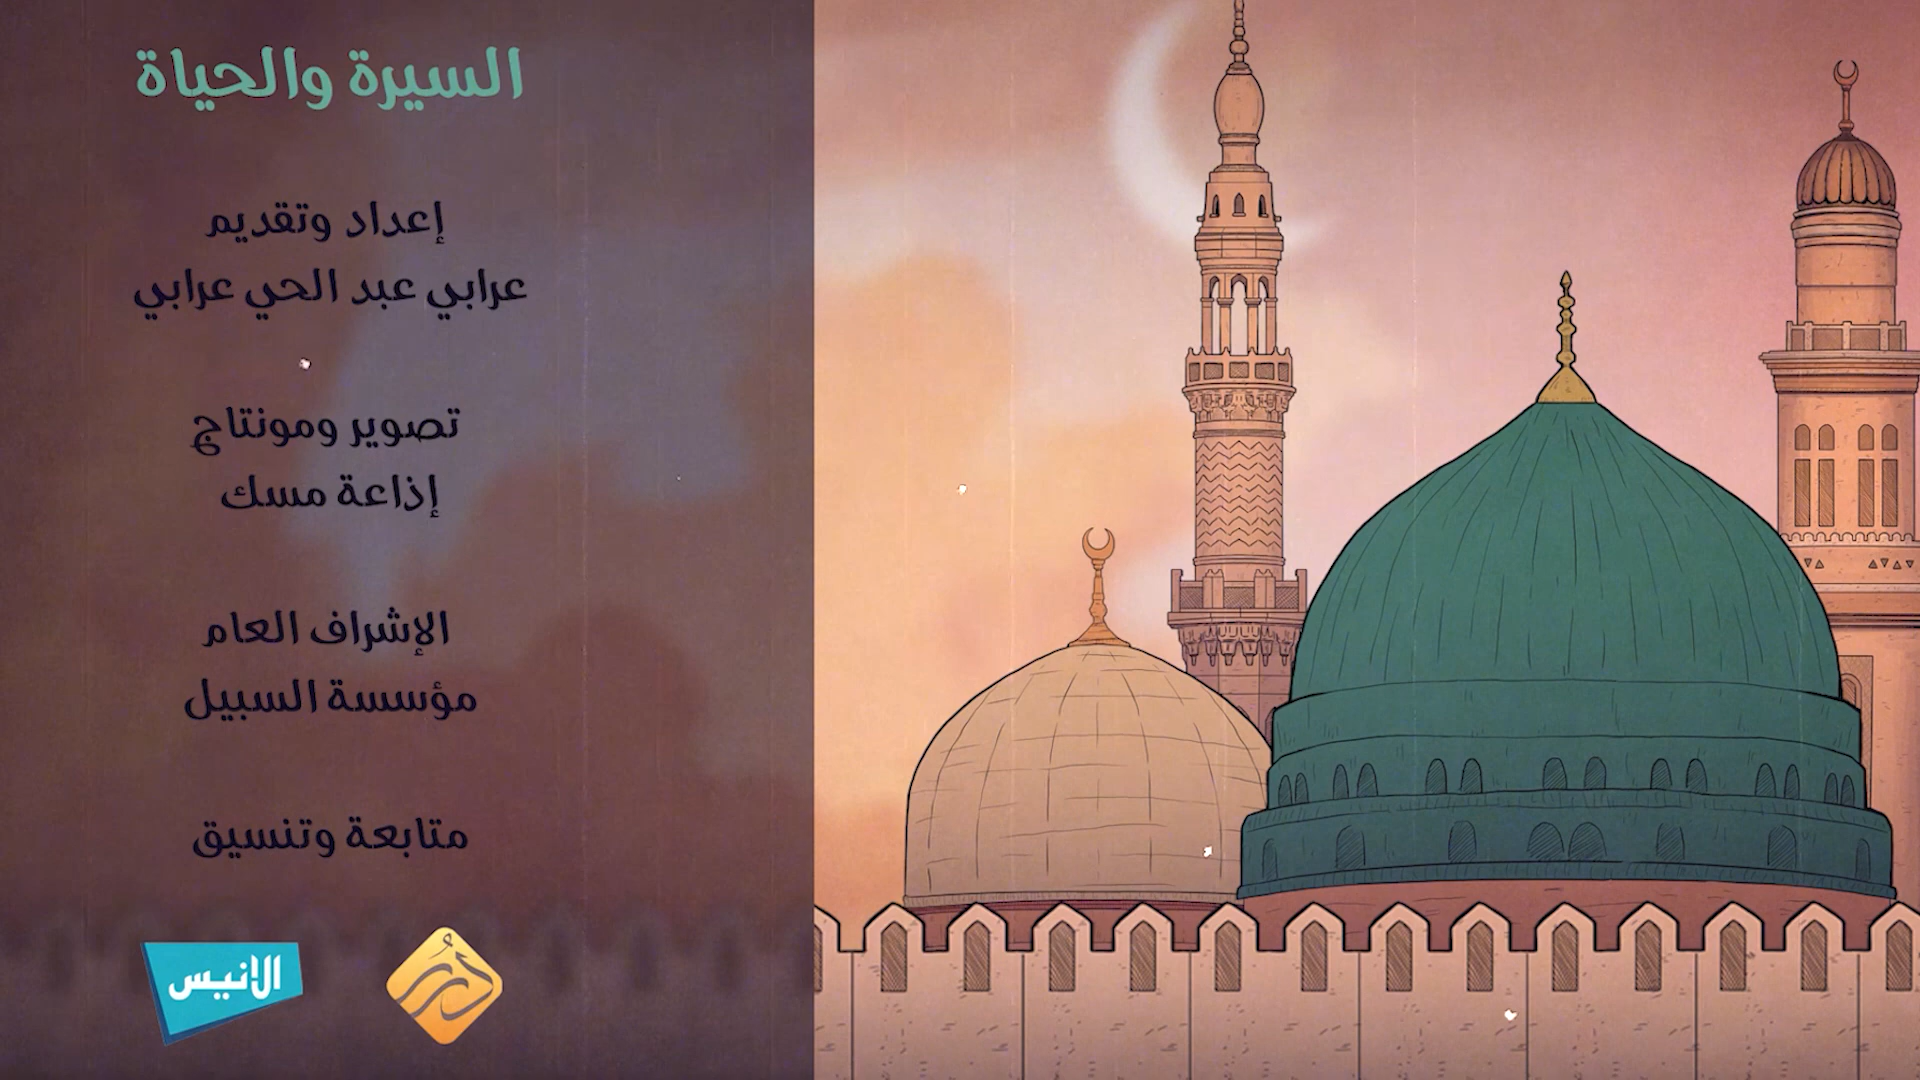 السيرة والحياة
إعداد وتقديم
عرابي عبد الحي عرابي
تصوير ومونتاج
إذاعة مسك
الإشراف العام
مؤسسة السبيل
متابعة وتنسيق
الانيس
دُرر